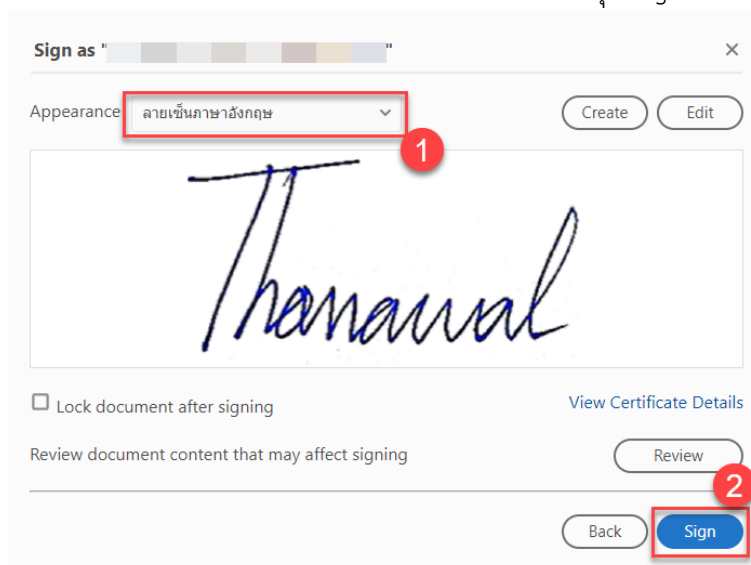 Sign as " "
Appearance ลายเซ็นภาษาอังกฤษ Create Edit
1
Thanawal
Lock document after signing View Certificate Details
Review document content that may affect signing Review
2
Back Sign